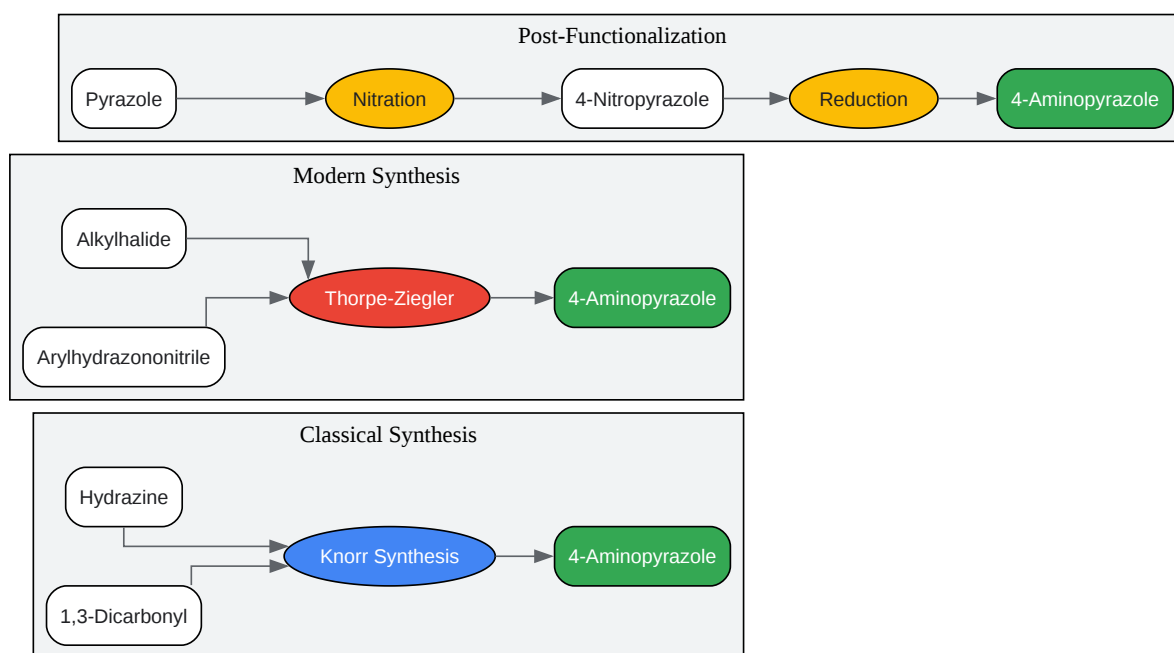 Post-Functionalization
Pyrazole
Nitration
4-Nitropyrazole
Reduction
4-Aminopyrazole
Modern Synthesis
Alkylhalide
Arylhydrazononitrile
Thorpe-Ziegler
4-Aminopyrazole
Classical Synthesis
Hydrazine
1,3-Dicarbonyl
Knorr Synthesis
4-Aminopyrazole